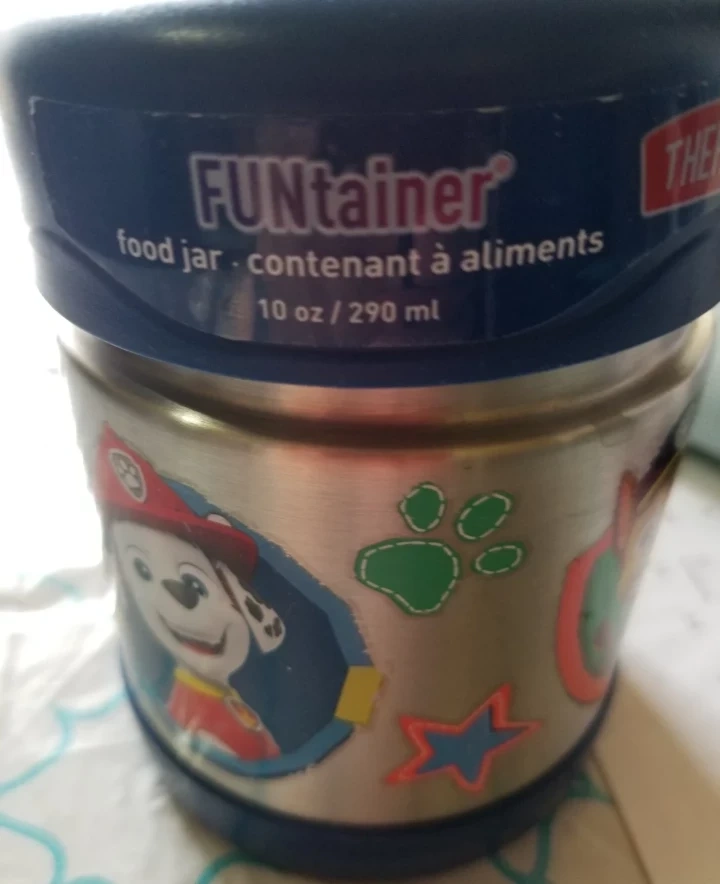 FUNtainer
food jar · contenant à aliments
10 oz / 290 ml